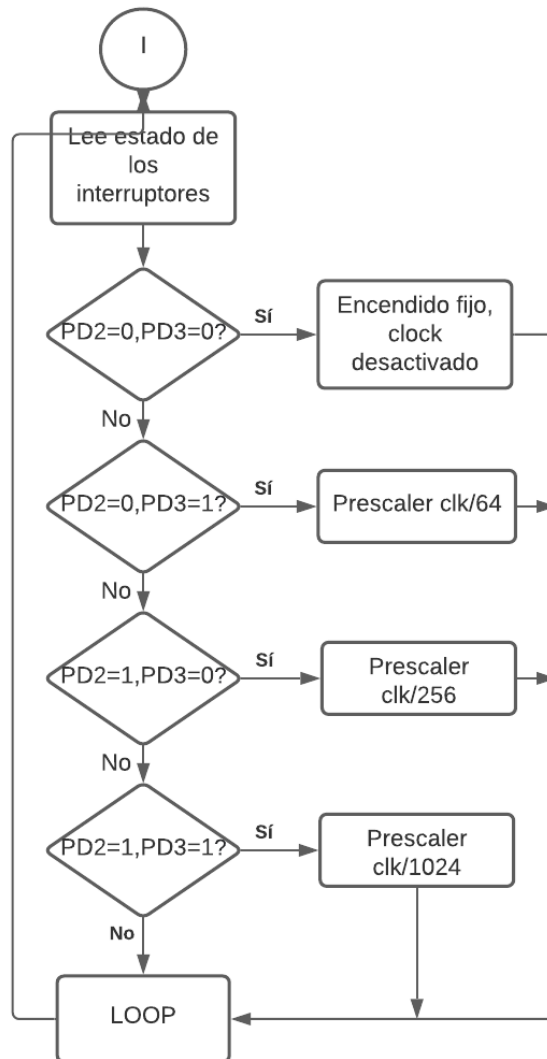 I
Lee estado de
los
interruptores
PD2=0,PD3=0?
Sí
Encendido fijo,
clock
desactivado
No
PD2=0,PD3=1?
Sí
Prescaler clk/64
No
PD2=1,PD3=0?
Sí
Prescaler
clk/256
No
PD2=1,PD3=1?
Sí
Prescaler
clk/1024
No
LOOP